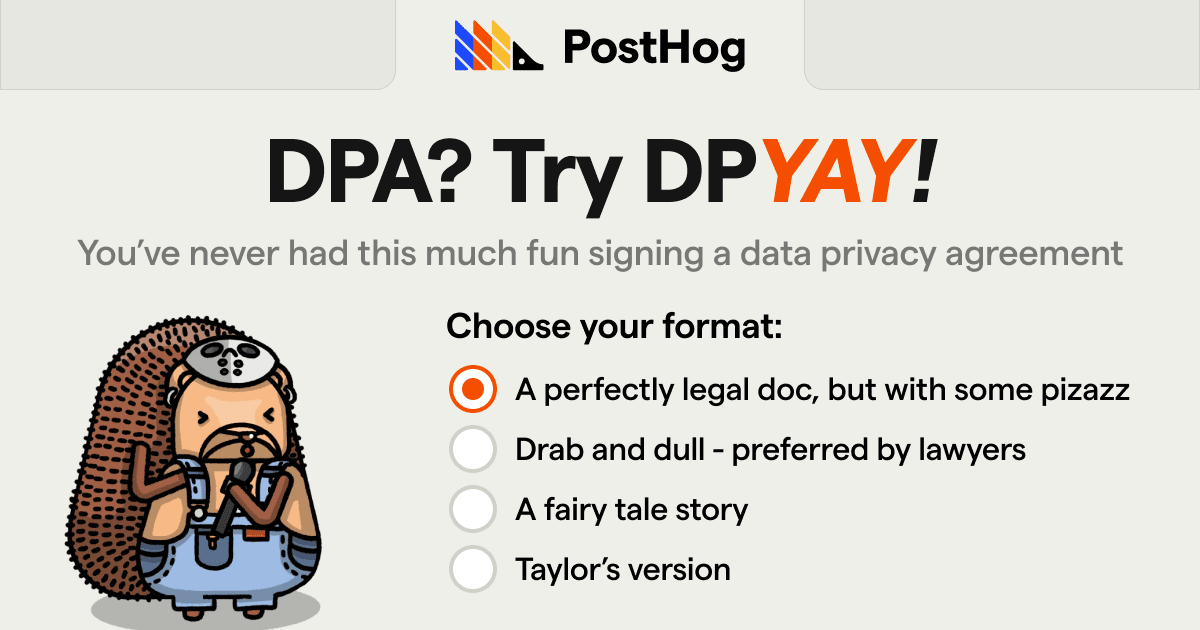 PostHog
DPA? Try DPYAY!
You’ve never had this much fun signing a data privacy agreement
Choose your format:
A perfectly legal doc, but with some pizazz
Drab and dull - preferred by lawyers
A fairy tale story
Taylor’s version